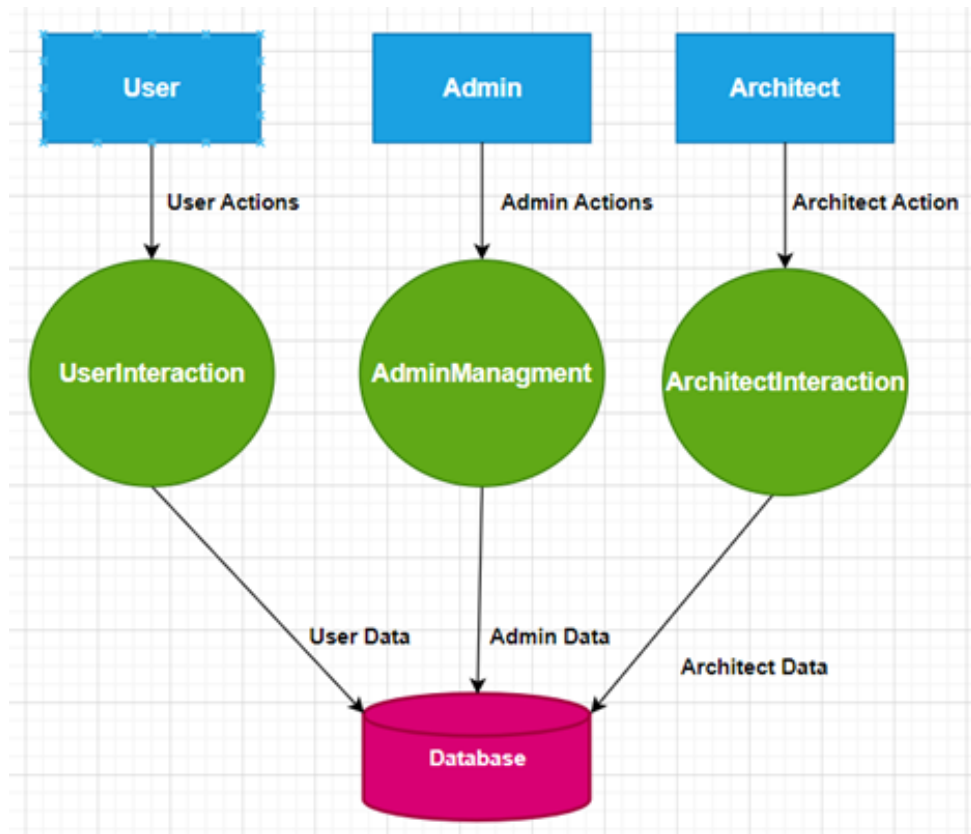 User
Admin
Architect
User Actions
Admin Actions
Architect Action
UserInteraction
AdminManagment
ArchitectInteraction
User Data
Admin Data
Architect Data
Database